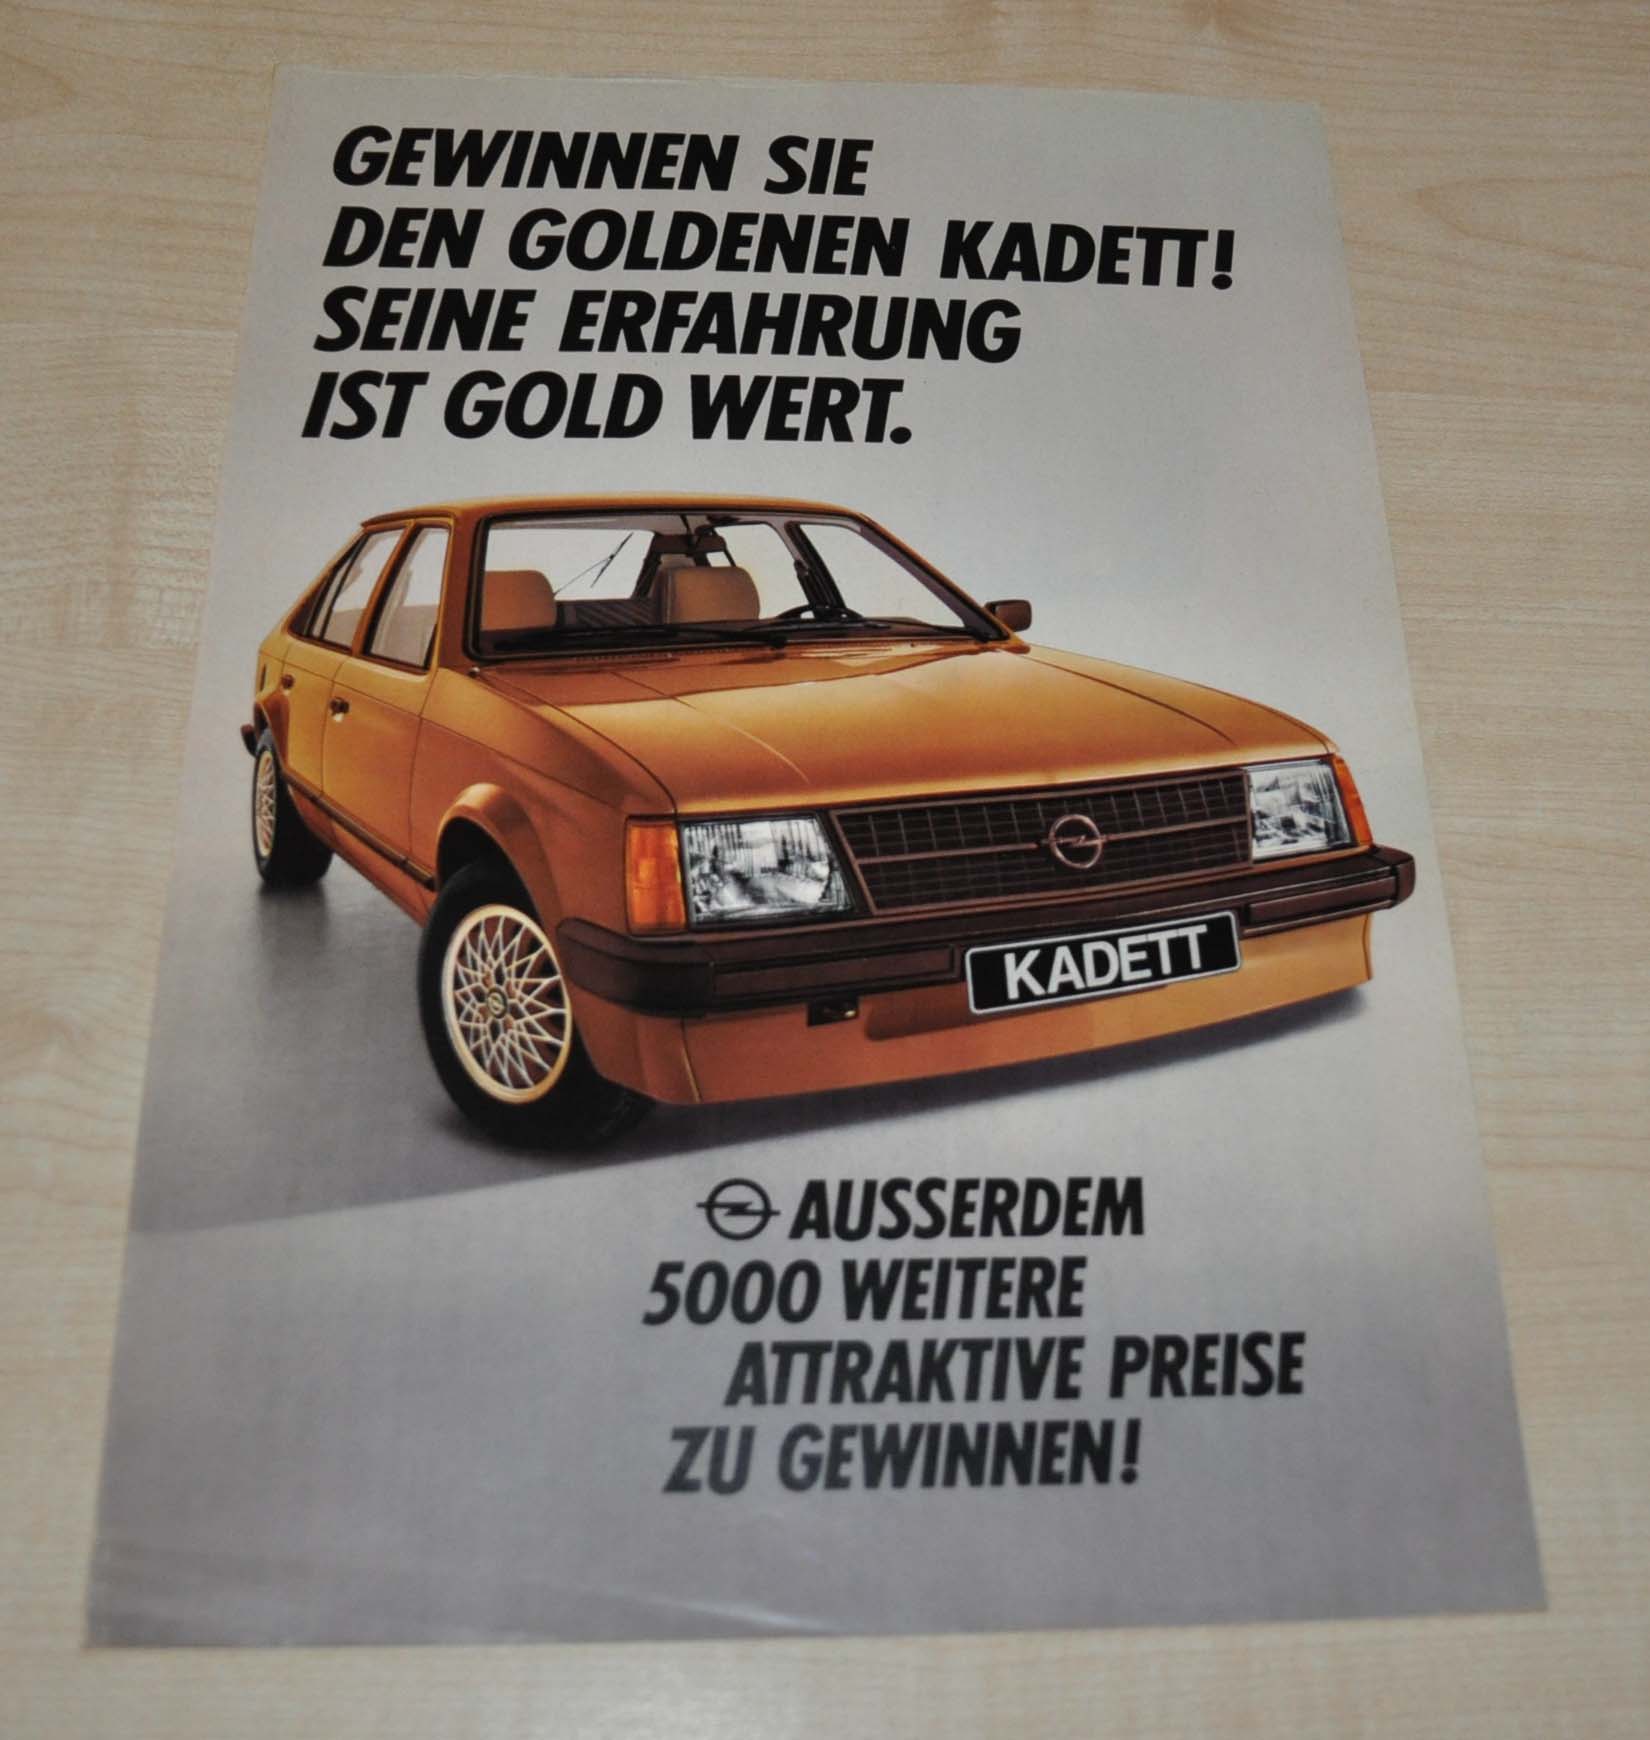 GEWINNEN SIE
DEN GOLDENEN KADETT!
SEINE ERFAHRUNG
IST GOLD WERT.
KADETT
AUSSERDEM
5000 WEITERE
ATTRAKTIVE PREISE
ZU GEWINNEN!